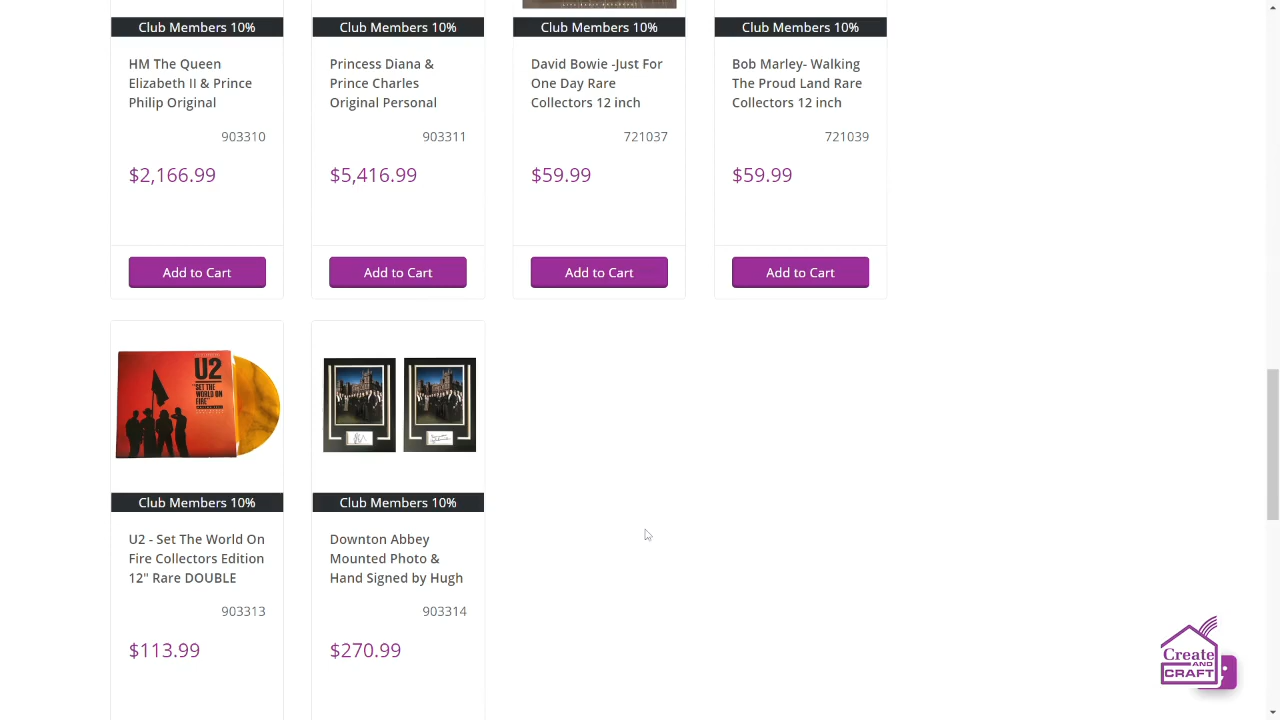 Club Members 10%
Club Members 10%
Club Members 10%
Club Members 10%
HM The Queen
Elizabeth II & Prince
Philip Original
903310
$2,166.99
Add to Cart
Princess Diana &
Prince Charles
Original Personal
903311
$5,416.99
Add to Cart
David Bowie -Just For
One Day Rare
Collectors 12 inch
721037
$59.99
Add to Cart
Bob Marley- Walking
The Proud Land Rare
Collectors 12 inch
721039
$59.99
Add to Cart
U2
SET THE
WORLD ON
FIRE
Club Members 10%
U2 - Set The World On
Fire Collectors Edition
12" Rare DOUBLE
903313
$113.99
Club Members 10%
Downton Abbey
Mounted Photo &
Hand Signed by Hugh
903314
$270.99
Create
AND
CRAFT